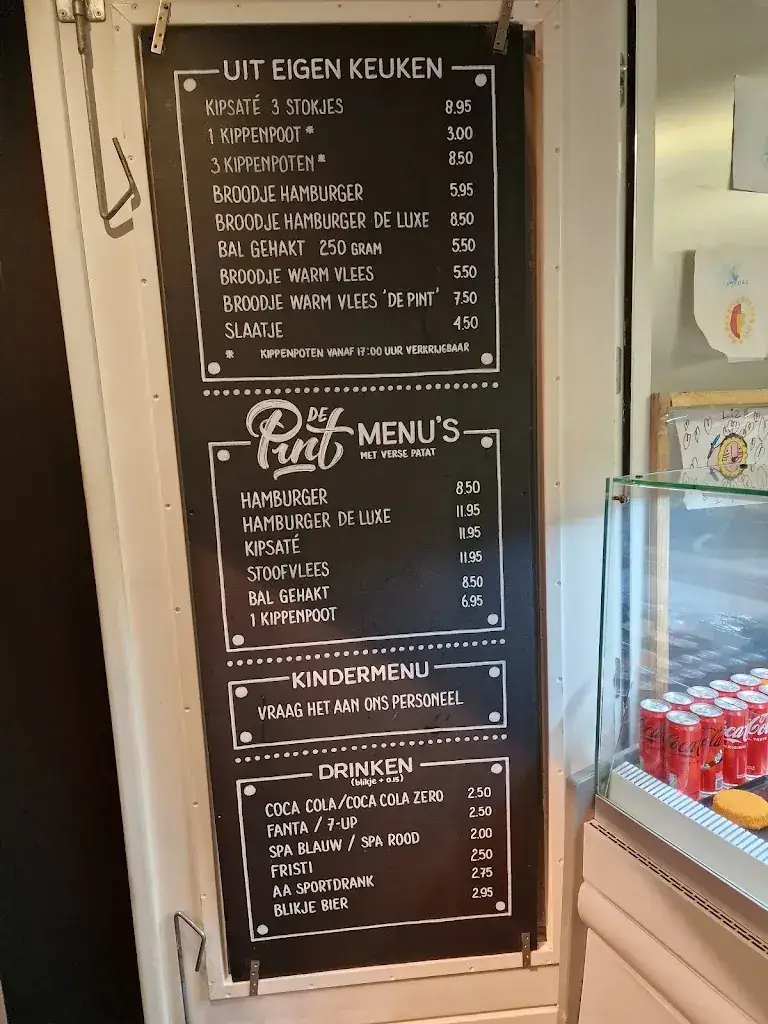 UIT EIGEN KEUKEN
KIPSATÉ 3 STOKJES 8.95
1 KIPPENPOOT* 3.00
3 KIPPENPOTEN* 8.50
BROODJE HAMBURGER 5.95
BROODJE HAMBURGER DE LUXE 8.50
BAL GEHAKT 250 GRAM 5.50
BROODJE WARM VLEES 5.50
BROODJE WARM VLEES 'DE PINT' 7.50
SLAATJE 4.50
* KIPPENPOTEN VANAF 17:00 UUR VERKRIJGBAAR
DE Pint MENU'S
MET VERSE PATAT
HAMBURGER 8.50
HAMBURGER DE LUXE 11.95
KIPSATÉ 11.95
STOOFVLEES 11.95
BAL GEHAKT 8.50
1 KIPPENPOOT 6.95
KINDERMENU
VRAAG HET AAN ONS PERSONEEL
DRINKEN
(blikje + 0.15)
COCA COLA/COCA COLA ZERO 2.50
FANTA / 7-UP 2.50
SPA BLAUW / SPA ROOD 2.00
FRISTI 2.50
AA SPORTDRANK 2.75
BLIKJE BIER 2.95
Coca-Cola